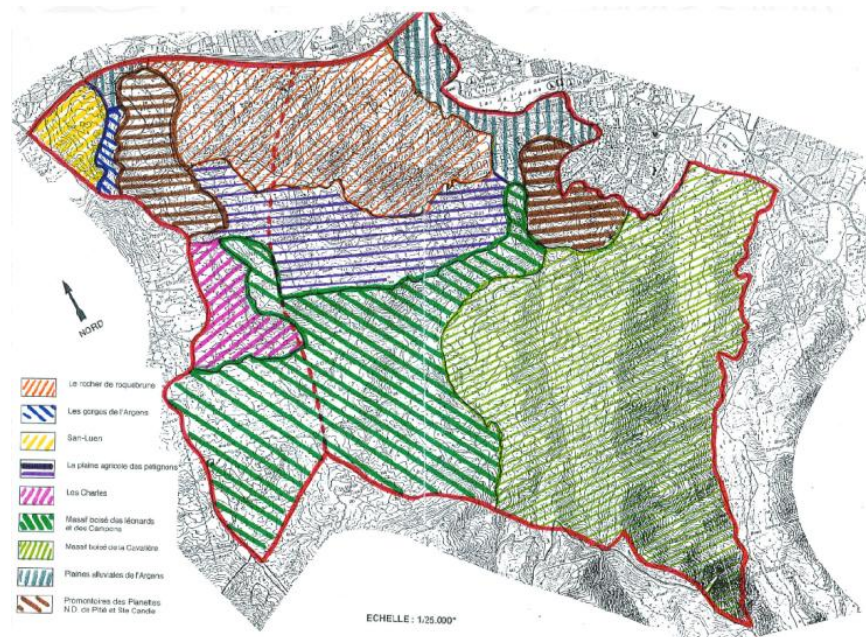 NORD
Le rocher de roquebrune
Les gorges de l'Argens
San-Luen
La plaine agricole des petignons
Les Charles
Massif boisé des léonards
et des Campons
Massif boisé de la Cavalière
Plaines alluviales de l'Argens
Promontoires des Planettes
N.D. de Pitié et Ste Candie
ECHELLE : 1/25.000°